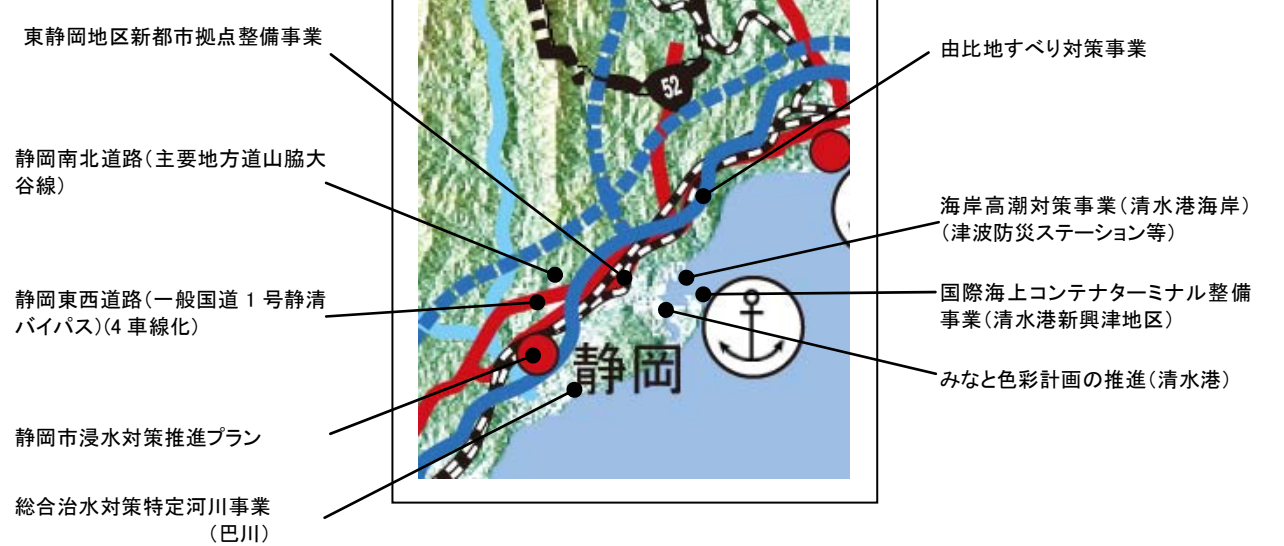 東静岡地区新都市拠点整備事業
静岡南北道路(主要地方道山脇大
谷線)
静岡東西道路(一般国道1号静清
バイパス)(4車線化)
静岡市浸水対策推進プラン
総合治水対策特定河川事業
(巴川)
52
静岡
由比地すべり対策事業
海岸高潮対策事業(清水港海岸)
(津波防災ステーション等)
国際海上コンテナターミナル整備
事業(清水港新興津地区)
みなと色彩計画の推進(清水港)